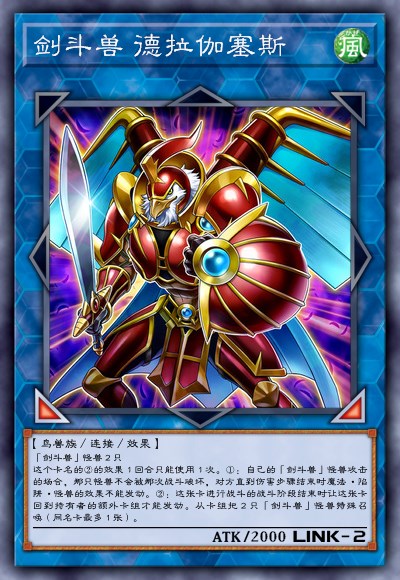 剑斗兽 德拉伽塞斯
風
【鸟兽族／连接／效果】
「剑斗兽」怪兽２只
这个卡名的②的效果１回合只能使用１次。①：自己的「剑斗兽」怪兽攻击
的场合，那只怪兽不会被那次战斗破坏，对方直到伤害步骤结束时魔法・陷
阱・怪兽的效果不能发动。②：这张卡进行战斗的战斗阶段结束时让这张卡
回到持有者的额外卡组才能发动。从卡组把２只「剑斗兽」怪兽特殊召
唤（同名卡最多１张）。
ATK/2000 LINK-2